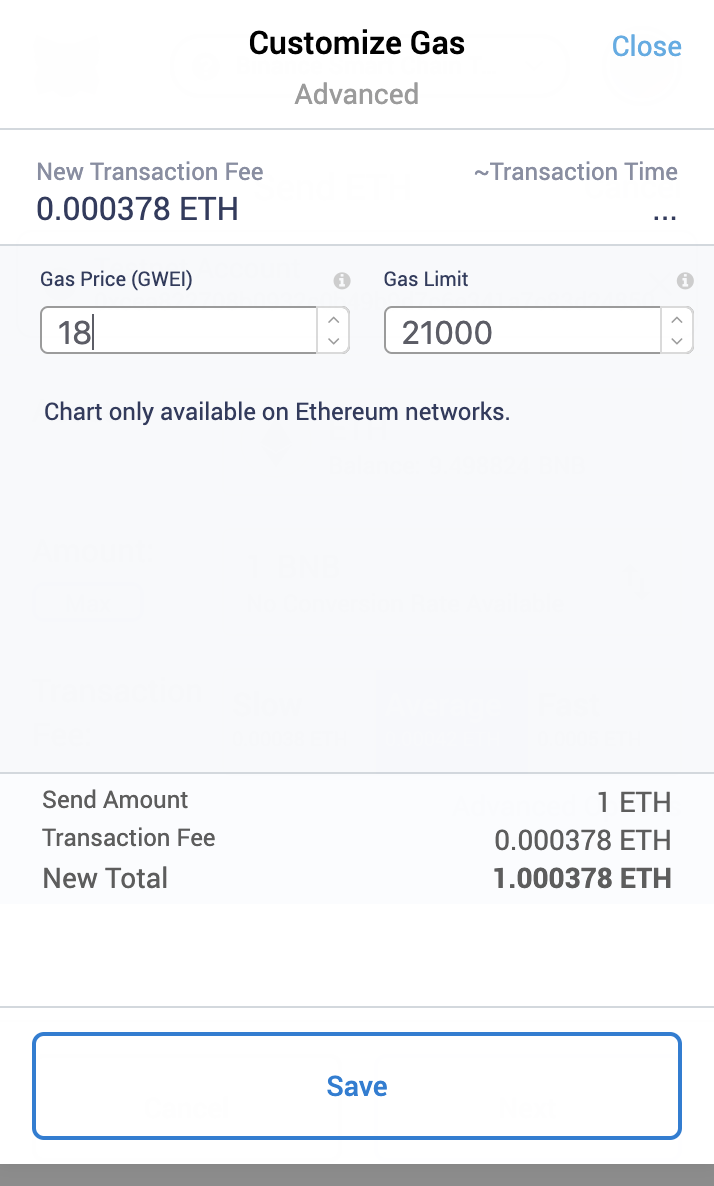 Customize Gas
Close
Advanced
New Transaction Fee
~Transaction Time
0.000378 ETH
...
Gas Price (GWEI)
Gas Limit
18
21000
Chart only available on Ethereum networks.
Send Amount
1 ETH
Transaction Fee
0.000378 ETH
New Total
1.000378 ETH
Save